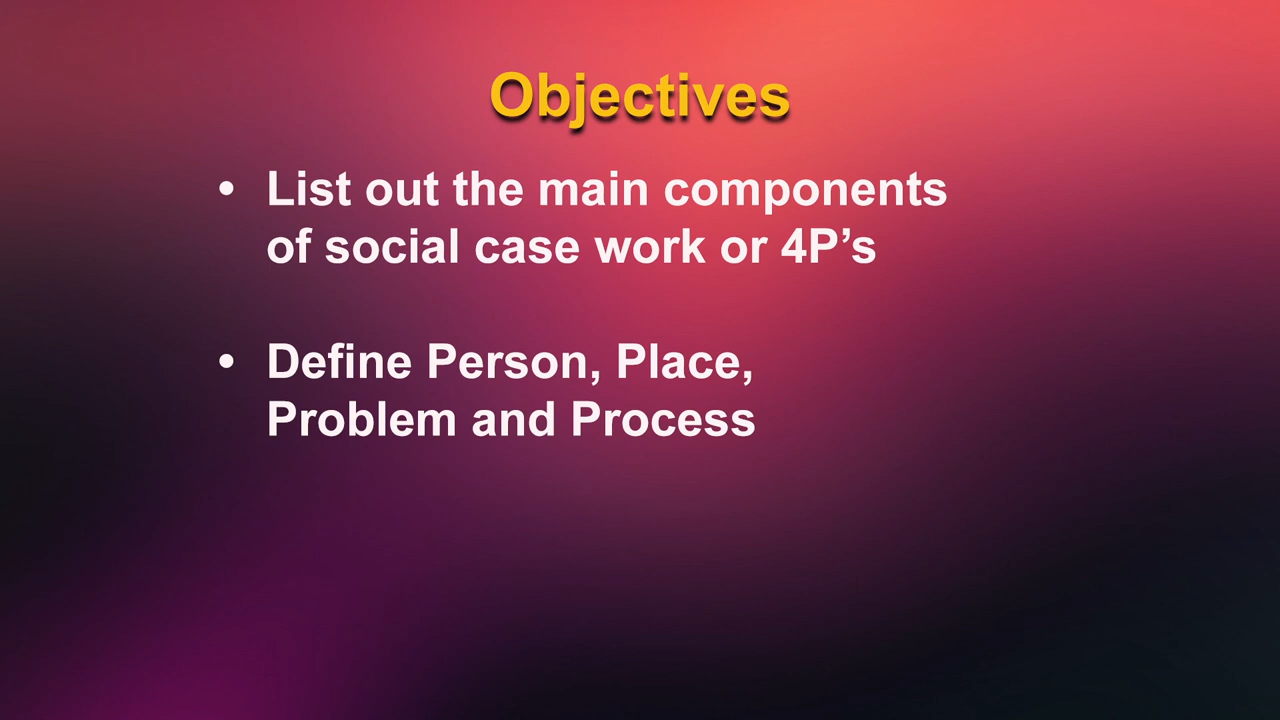 Objectives
• List out the main components
of social case work or 4P’s
• Define Person, Place,
Problem and Process